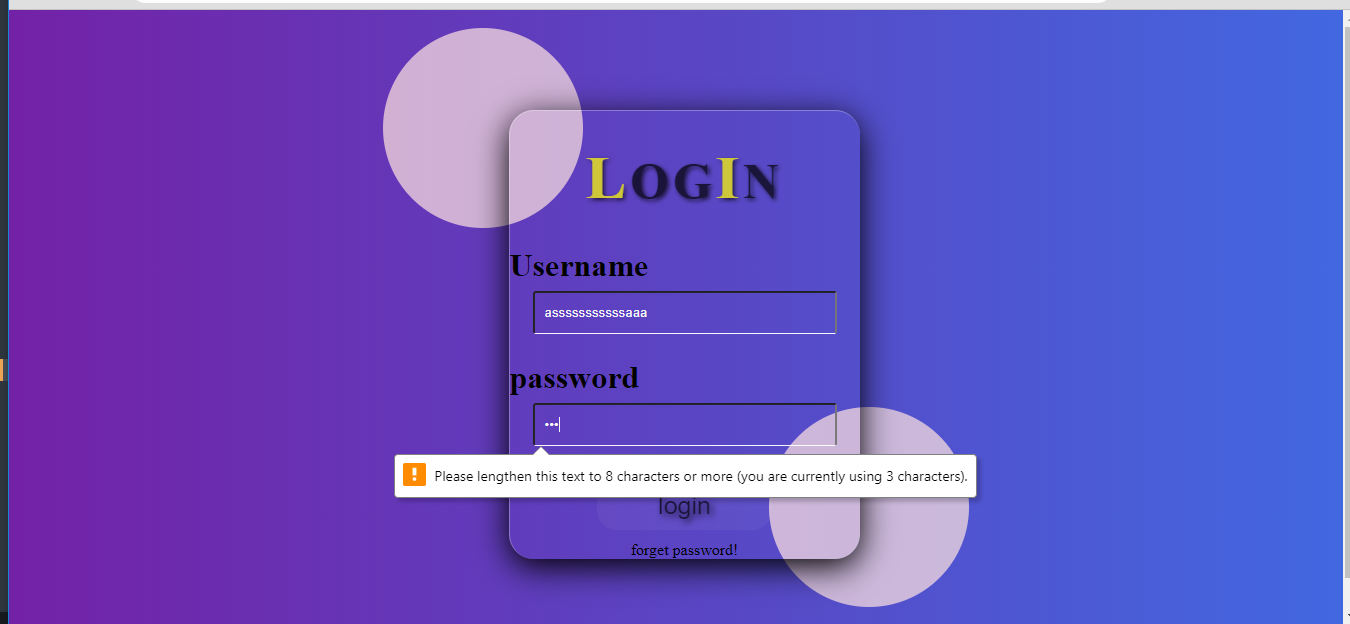 LogIn
Username
asssssssssssaaa
password
•••
Please lengthen this text to 8 characters or more (you are currently using 3 characters).
login
forget password!